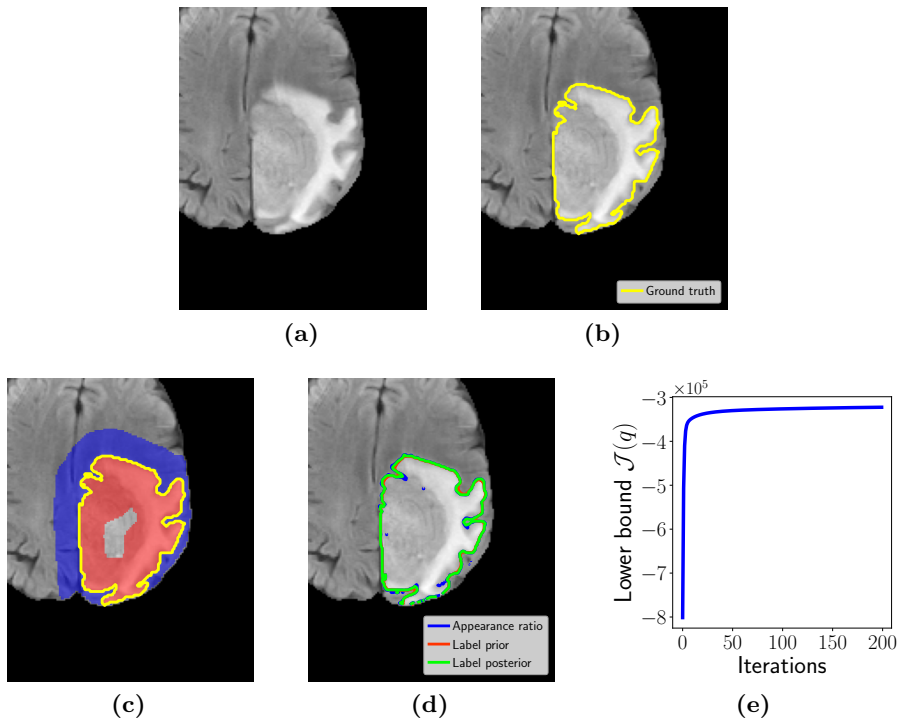 (a)
Ground truth
(b)
(c)
Appearance ratio
Label prior
Label posterior
(d)
×10⁵
−3
−4
−5
−6
−7
−8
Lower bound 𝒥(q)
0 50 100 150 200
Iterations
(e)